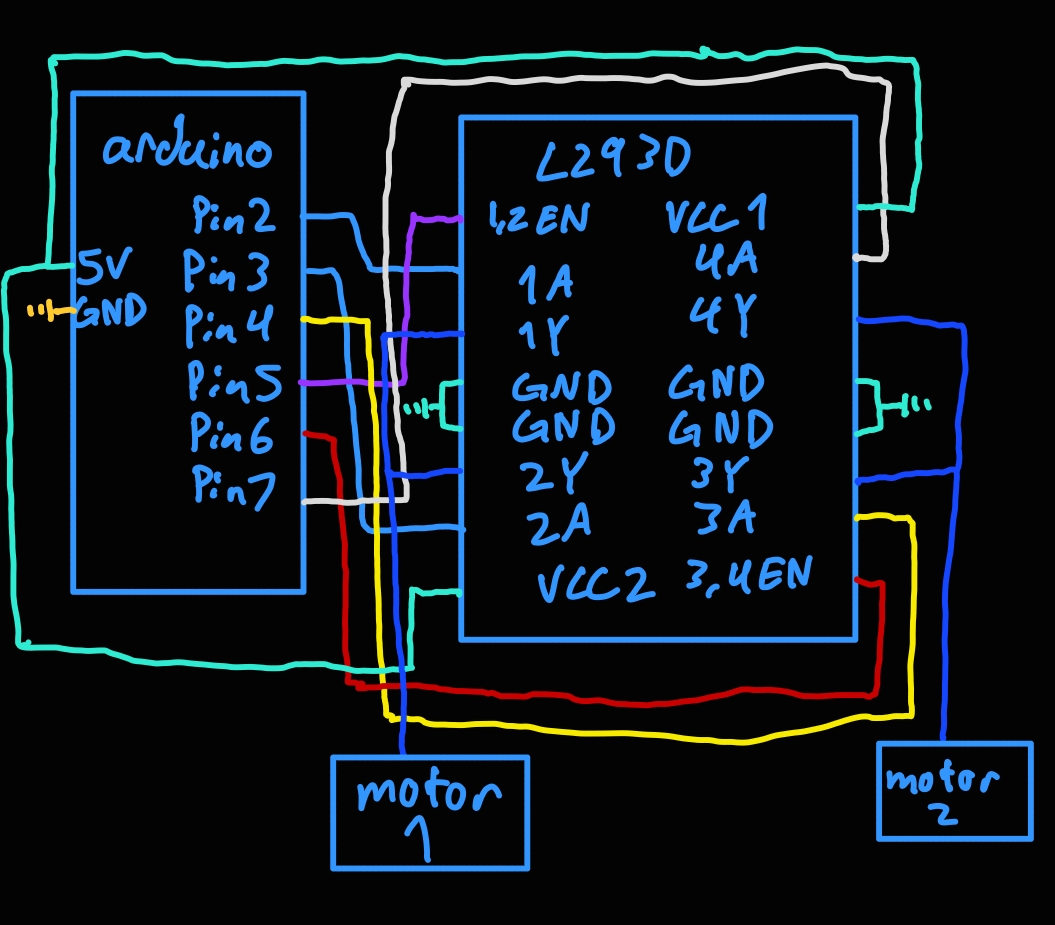 arduino
Pin2
5V
Pin3
GND
Pin4
Pin5
Pin6
Pin7
L293D
1,2EN
VCC1
1A
4A
1Y
4Y
GND
GND
GND
GND
2Y
3Y
2A
3A
VCC2
3,4EN
motor
1
motor
2